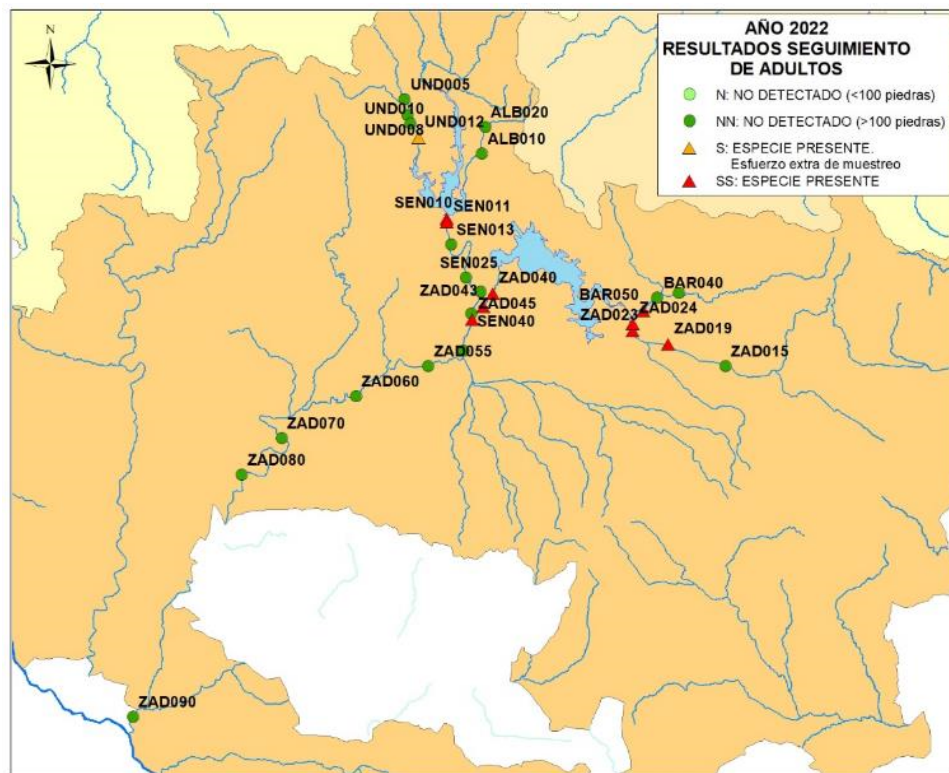 N
AÑO 2022
RESULTADOS SEGUIMIENTO
DE ADULTOS
N: NO DETECTADO (<100 piedras)
NN: NO DETECTADO (>100 piedras)
S: ESPECIE PRESENTE.
Esfuerzo extra de muestreo
SS: ESPECIE PRESENTE
UND005
UND010
UND012
ALB020
UND008
ALB010
SEN010
SEN011
SEN013
SEN025
ZAD040
ZAD043
BAR050
BAR040
ZAD045
ZAD024
SEN040
ZAD023
ZAD019
ZAD055
ZAD015
ZAD060
ZAD070
ZAD080
ZAD090